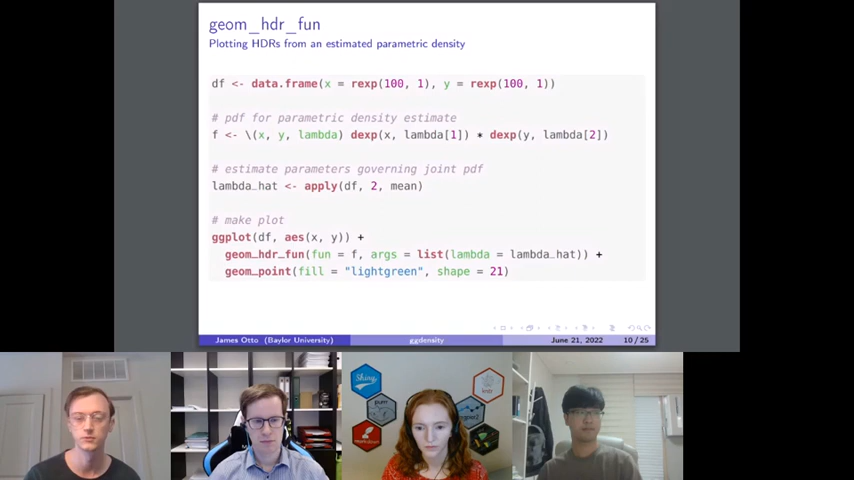 geom_hdr_fun
Plotting HDRs from an estimated parametric density
df <- data.frame(x = rexp(100, 1), y = rexp(100, 1))
# pdf for parametric density estimate
f <- \(x, y, lambda) dexp(x, lambda[1]) * dexp(y, lambda[2])
# estimate parameters governing joint pdf
lambda_hat <- apply(df, 2, mean)
# make plot
ggplot(df, aes(x, y)) +
geom_hdr_fun(fun = f, args = list(lambda = lambda_hat)) +
geom_point(fill = "lightgreen", shape = 21)
James Otto (Baylor University) ggdensity June 21, 2022 10 / 25
Shiny
knitr
purrr